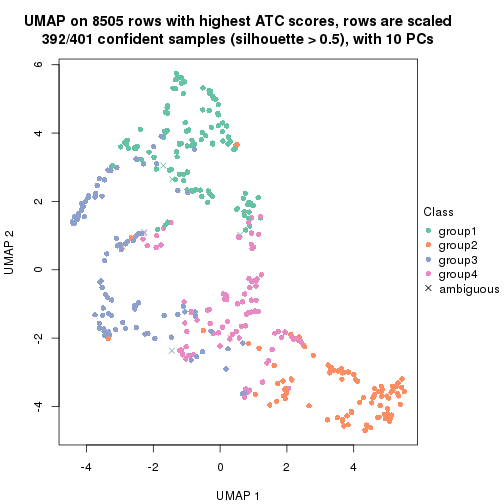 UMAP on 8505 rows with highest ATC scores, rows are scaled
392/401 confident samples (silhouette > 0.5), with 10 PCs
6
4
2
0
-2
-4
UMAP 2
-4
-2
0
2
4
UMAP 1
Class
group1
group2
group3
group4
ambiguous